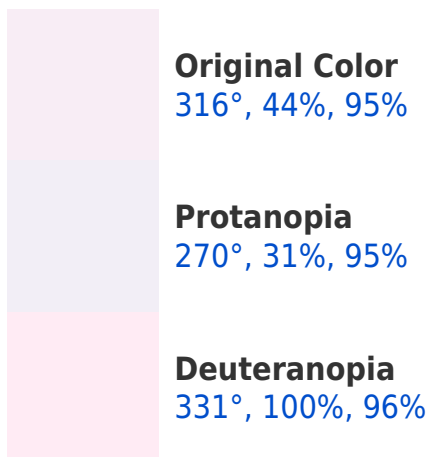 Original Color
316°, 44%, 95%
Protanopia
270°, 31%, 95%
Deuteranopia
331°, 100%, 96%